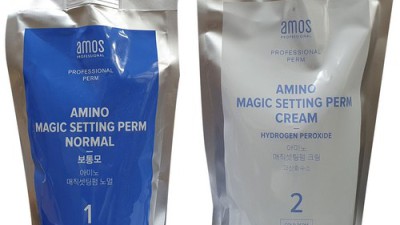 amos
PROFESSIONAL
PROFESSIONAL
PERM
AMINO
MAGIC SETTING PERM
NORMAL
보통모
아미노
매직셋팅펌 노멀
1
amos
PROFESSIONAL
PROFESSIONAL
PERM
AMINO
MAGIC SETTING PERM
CREAM
HYDROGEN PEROXIDE
아미노
매직셋팅펌 크림
2